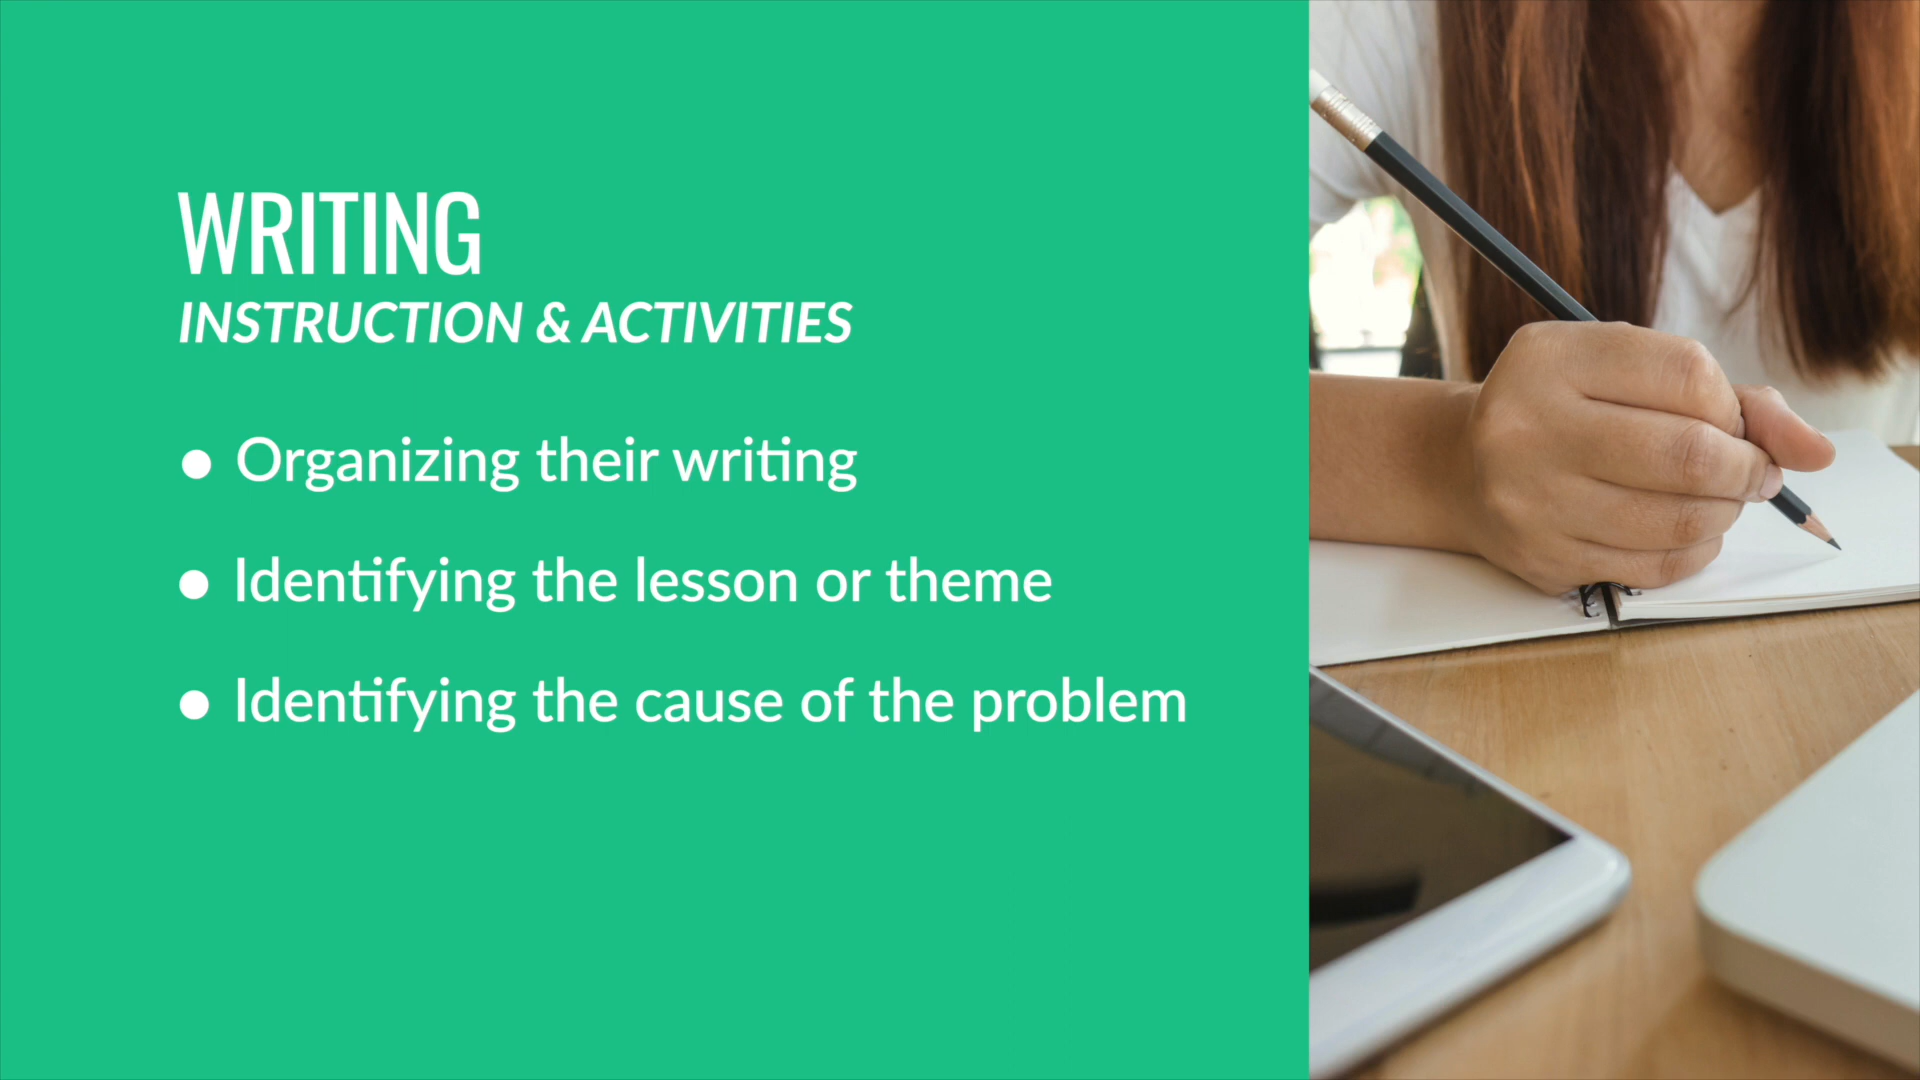 WRITING
INSTRUCTION & ACTIVITIES
● Organizing their writing
● Identifying the lesson or theme
● Identifying the cause of the problem